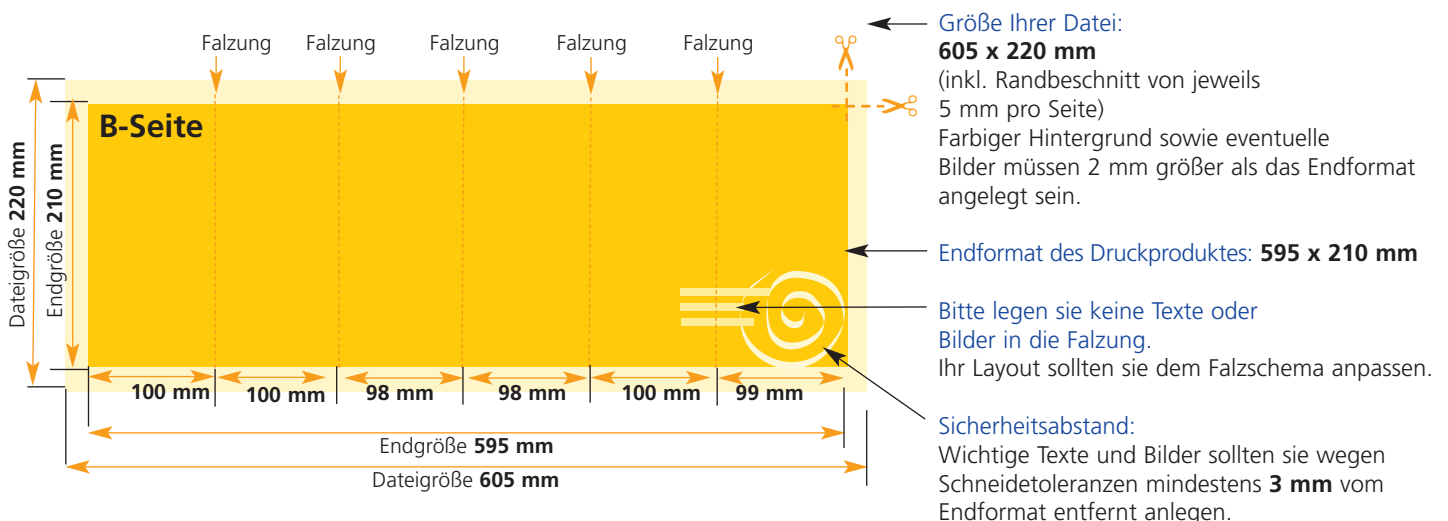 Falzung Falzung Falzung Falzung Falzung
B-Seite
Dateigröße 220 mm
Endgröße 210 mm
100 mm 100 mm 98 mm 98 mm 100 mm 99 mm
Endgröße 595 mm
Dateigröße 605 mm
Größe Ihrer Datei:
605 x 220 mm
(inkl. Randbeschnitt von jeweils
5 mm pro Seite)
Farbiger Hintergrund sowie eventuelle
Bilder müssen 2 mm größer als das Endformat
angelegt sein.
Endformat des Druckproduktes: 595 x 210 mm
Bitte legen sie keine Texte oder
Bilder in die Falzung.
Ihr Layout sollten sie dem Falzschema anpassen.
Sicherheitsabstand:
Wichtige Texte und Bilder sollten sie wegen
Schneidetoleranzen mindestens 3 mm vom
Endformat entfernt anlegen.